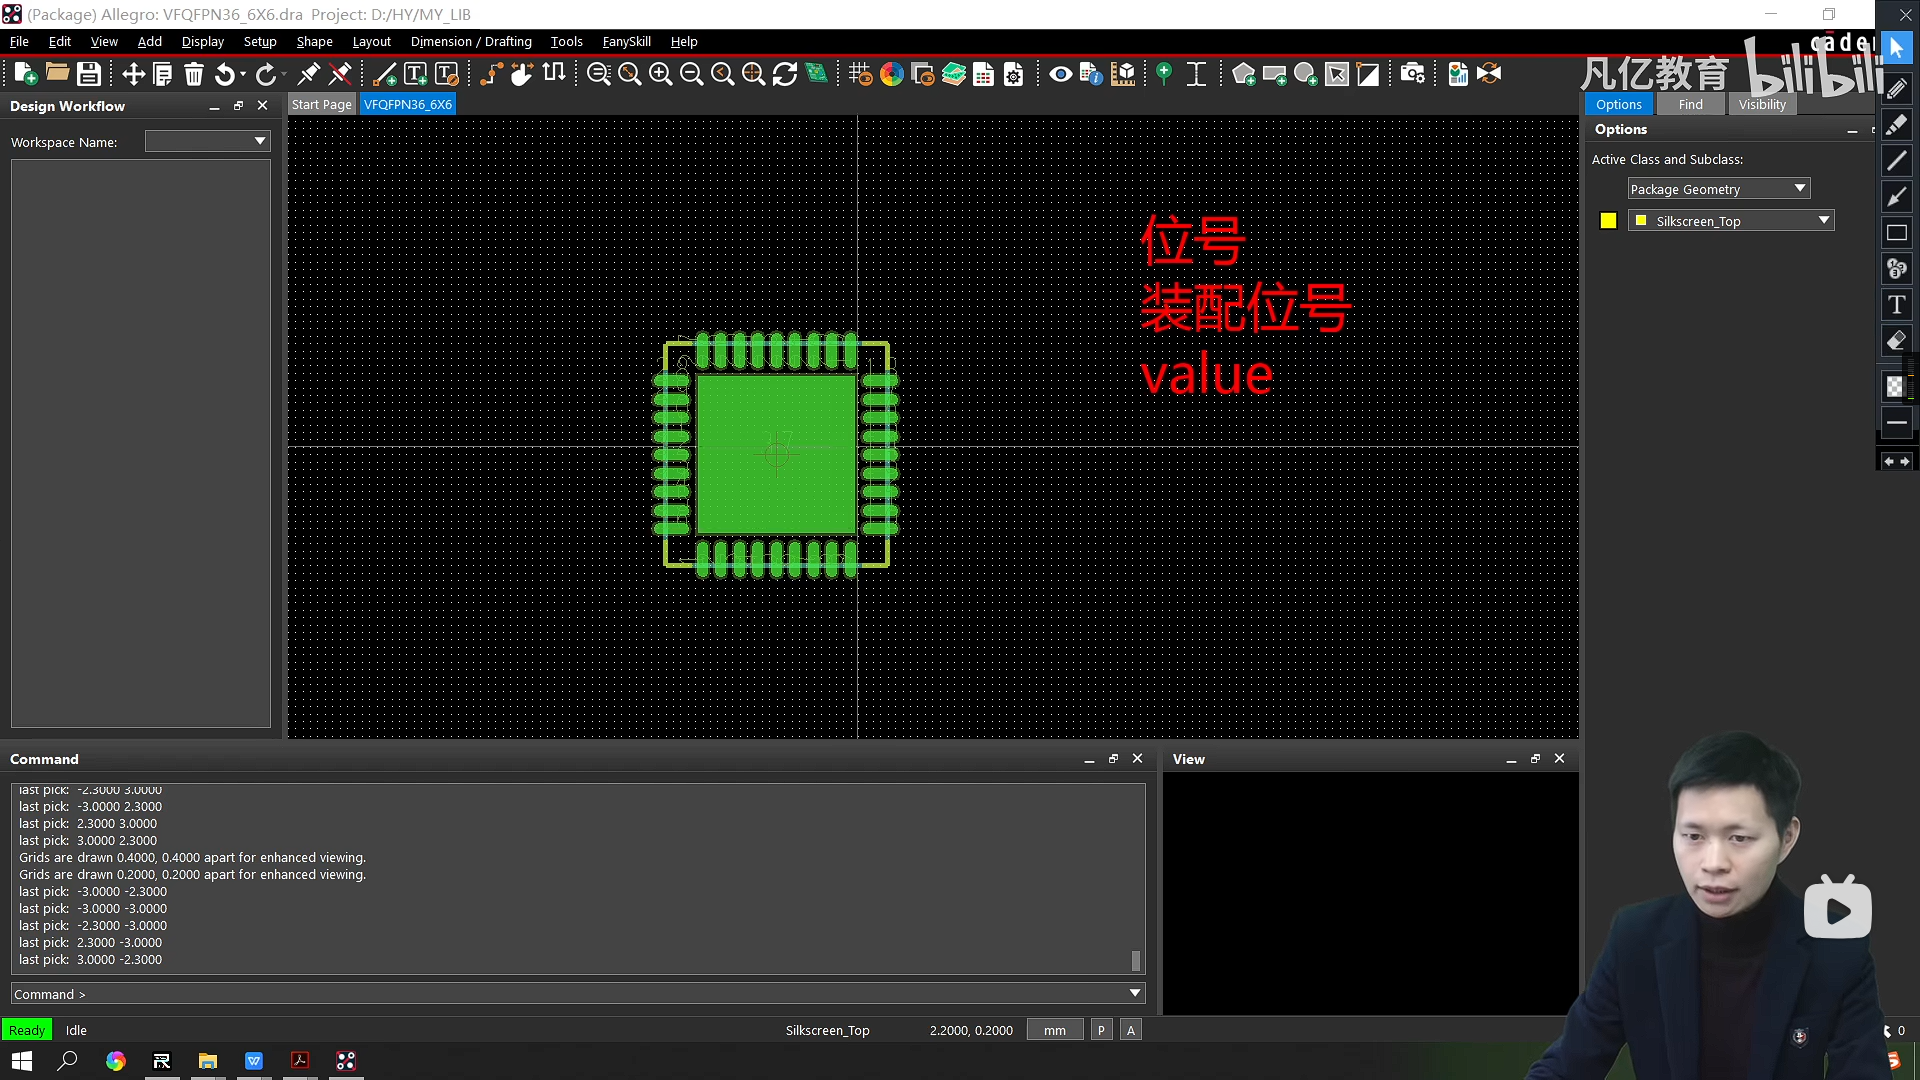 (Package) Allegro: VFQFPN36_6X6.dra  Project: D:/HY/MY_LIB
File Edit View Add Display Setup Shape Layout Dimension / Drafting Tools FanySkill Help
凡亿教育 bilibili
Design Workflow
Start Page VFQFPN36_6X6
Options Find Visibility
Options
Workspace Name:
Active Class and Subclass:
Package Geometry
Silkscreen_Top
位号
装配位号
value
Command
View
last pick:  -2.3000 3.0000
last pick:  -3.0000 2.3000
last pick:  2.3000 3.0000
last pick:  3.0000 2.3000
Grids are drawn 0.4000, 0.4000 apart for enhanced viewing.
Grids are drawn 0.2000, 0.2000 apart for enhanced viewing.
last pick:  -3.0000 -2.3000
last pick:  -3.0000 -3.0000
last pick:  -2.3000 -3.0000
last pick:  2.3000 -3.0000
last pick:  3.0000 -2.3000
Command >
Ready Idle Silkscreen_Top 2.2000, 0.2000 mm P A 0